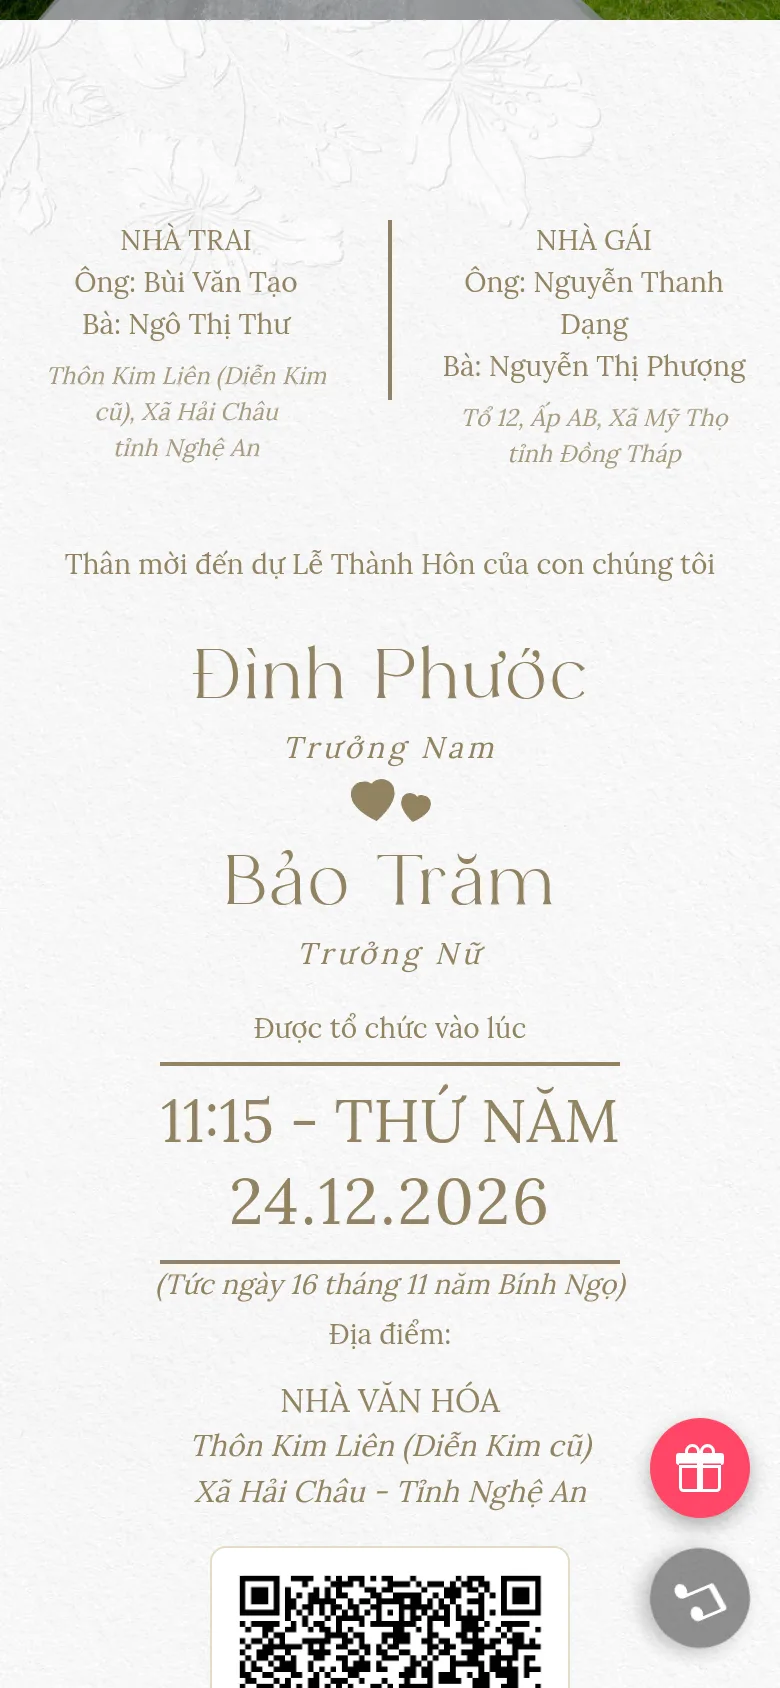 NHÀ TRAI
Ông: Bùi Văn Tạo
Bà: Ngô Thị Thư
Thôn Kim Liên (Diễn Kim
cũ), Xã Hải Châu
tỉnh Nghệ An
NHÀ GÁI
Ông: Nguyễn Thanh
Dạng
Bà: Nguyễn Thị Phượng
Tổ 12, Ấp AB, Xã Mỹ Thọ
tỉnh Đồng Tháp
Thân mời đến dự Lễ Thành Hôn của con chúng tôi
Đình Phước
Trưởng Nam
Bảo Trăm
Trưởng Nữ
Được tổ chức vào lúc
11:15 - THỨ NĂM
24.12.2026
(Tức ngày 16 tháng 11 năm Bính Ngọ)
Địa điểm:
NHÀ VĂN HÓA
Thôn Kim Liên (Diễn Kim cũ)
Xã Hải Châu - Tỉnh Nghệ An